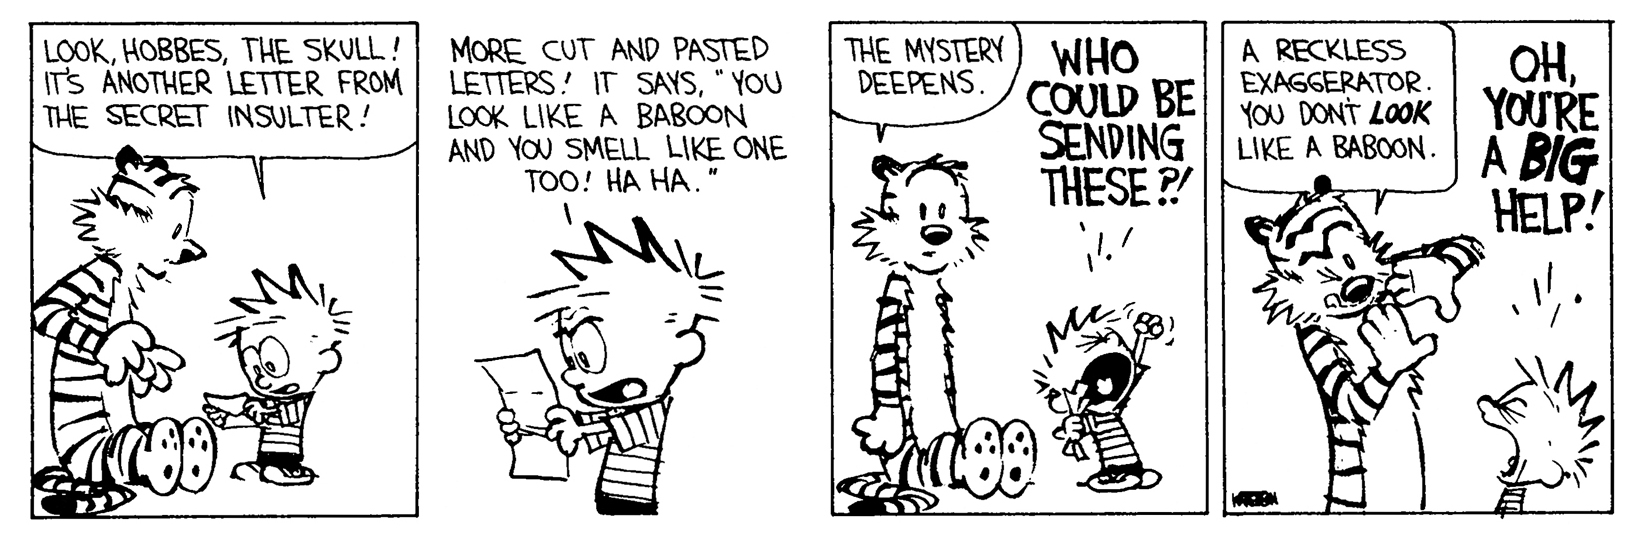 LOOK, HOBBES, THE SKULL!
IT'S ANOTHER LETTER FROM
THE SECRET INSULTER!
MORE CUT AND PASTED
LETTERS! IT SAYS, "YOU
LOOK LIKE A BABOON
AND YOU SMELL LIKE ONE
TOO! HA HA."
THE MYSTERY
DEEPENS.
WHO
COULD BE
SENDING
THESE?!
A RECKLESS
EXAGGERATOR.
YOU DON'T LOOK
LIKE A BABOON.
OH,
YOU'RE
A BIG
HELP!
WATTERSON